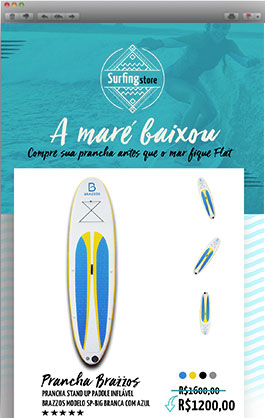 Surfing store
A maré baixou
Compre sua prancha antes que o mar fique Flat
B
BRAZZOS
Prancha Brazzos
PRANCHA STAND UP PADDLE INFLÁVEL
BRAZZOS MODELO SP-BIG BRANCA COM AZUL
R$1600,00
R$1200,00